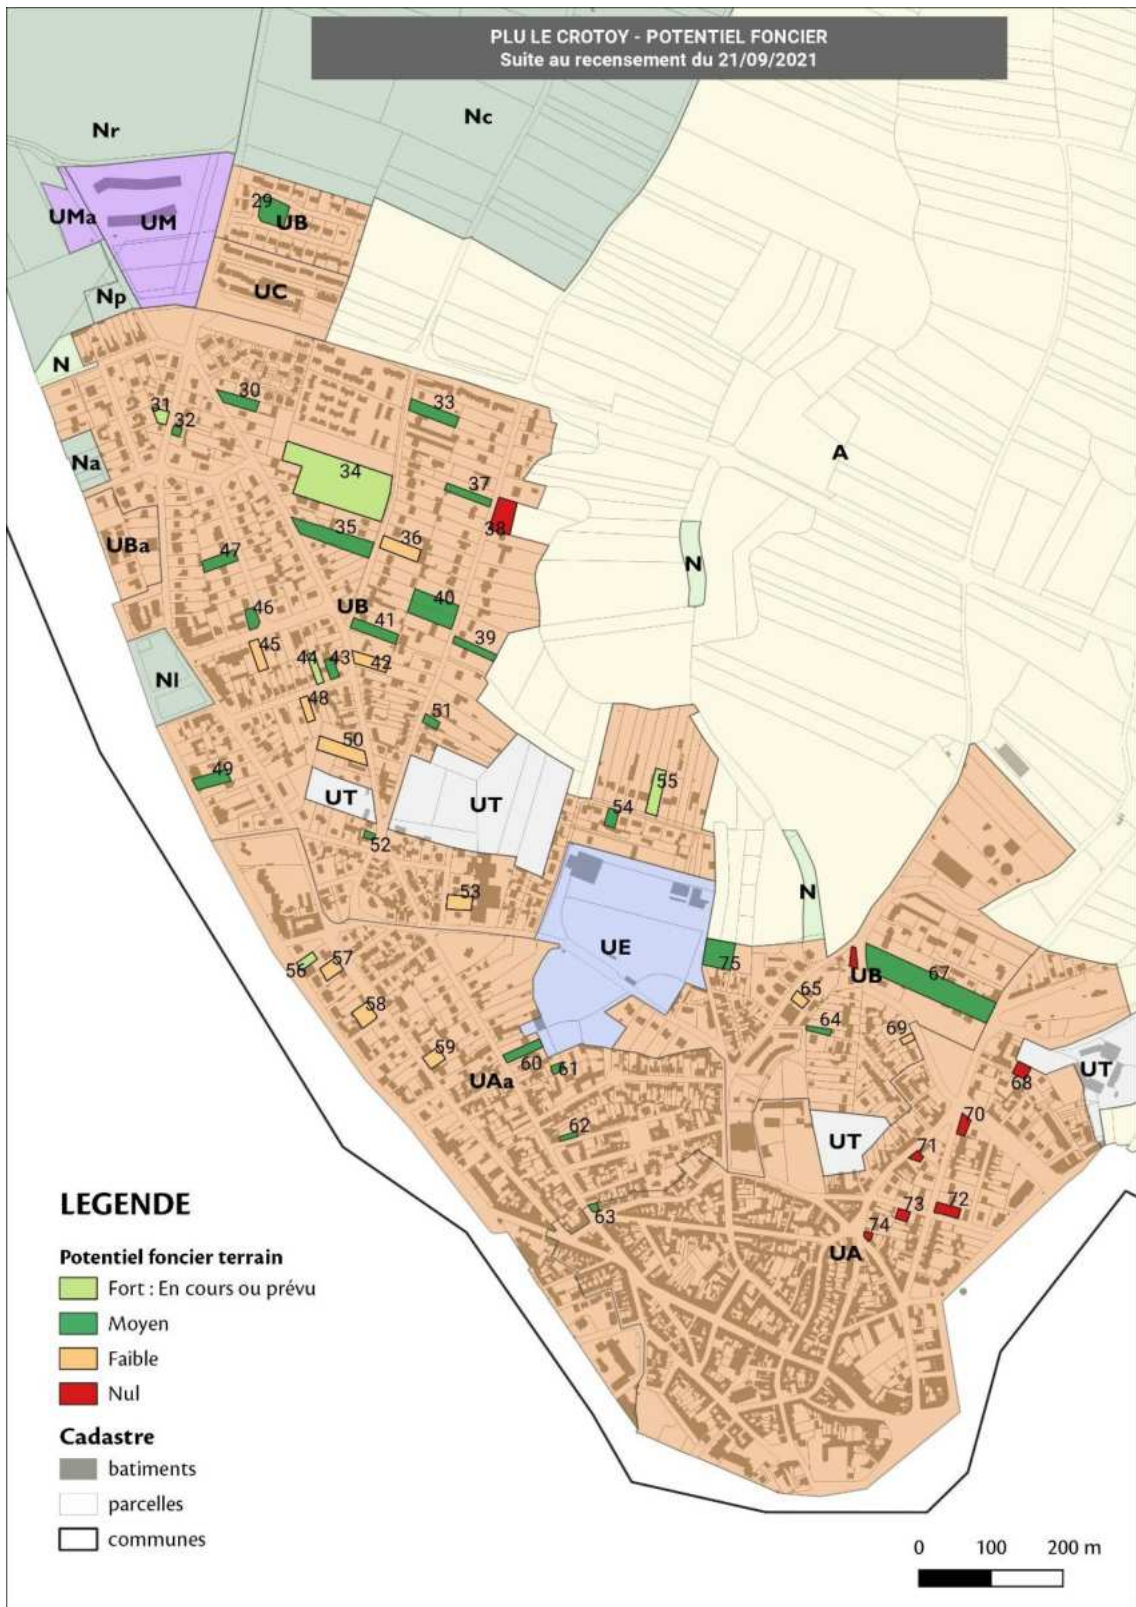 PLU LE CROTOY - POTENTIEL FONCIER
Suite au recensement du 21/09/2021
Nc
Nr
29
UMa
UM
UB
UC
Np
N
30
31
32
33
34
Na
37
35
38
36
UBa
47
A
N
40
46
UB
41
39
45
44
43
42
Nl
48
51
50
49
55
UT
UT
54
52
N
53
UE
75
56
57
UB
67
65
58
64
69
59
60
61
UAa
68
UT
70
62
UT
71
63
73
72
74
UA
LEGENDE
Potentiel foncier terrain
Fort : En cours ou prévu
Moyen
Faible
Nul
Cadastre
batiments
parcelles
communes
0 100 200 m